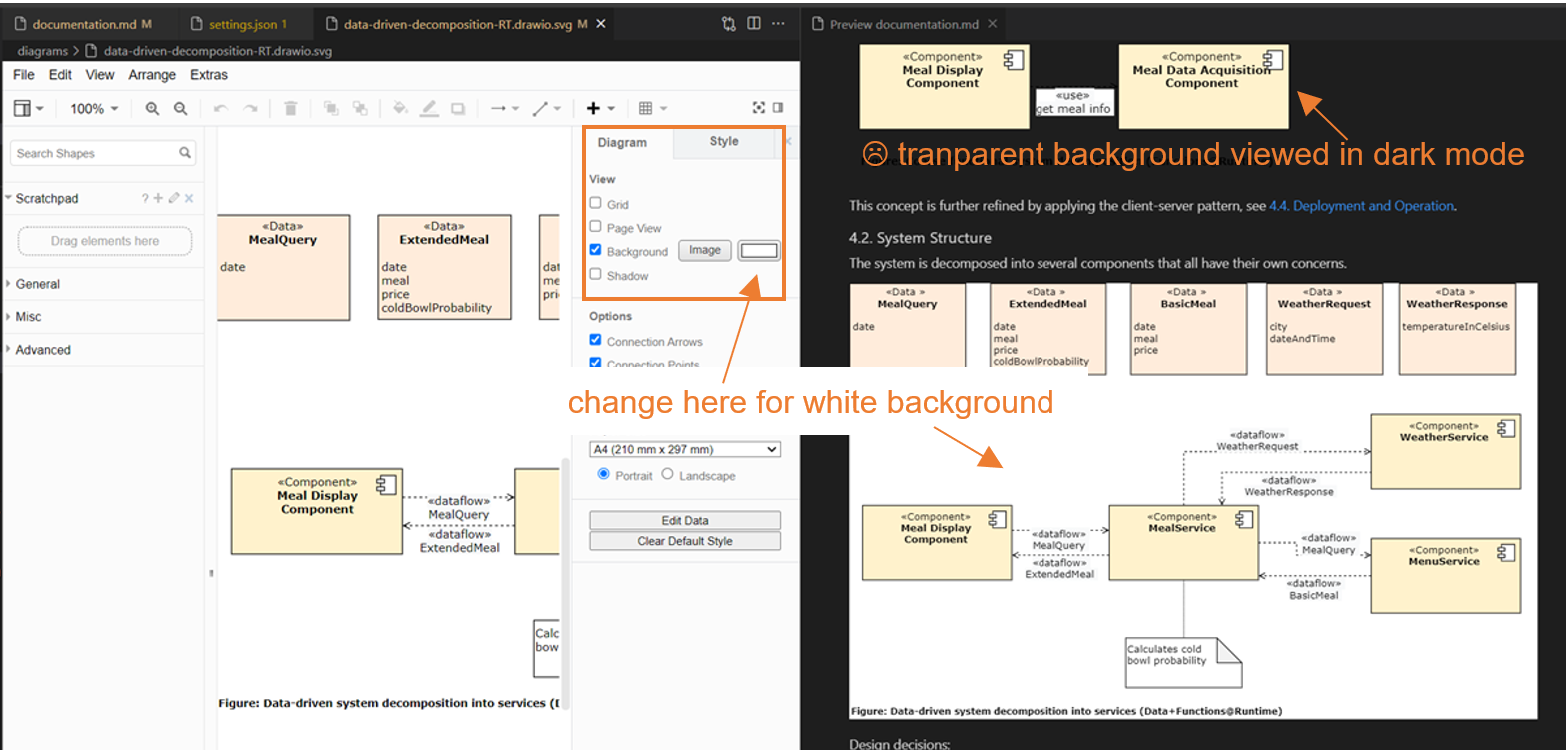 documentation.md M
settings.json 1
data-driven-decomposition-RT.drawio.svg M
diagrams > data-driven-decomposition-RT.drawio.svg
File Edit View Arrange Extras
100%
Search Shapes
Scratchpad
?
Drag elements here
General
Misc
Advanced
«Data»
MealQuery
date
«Data»
ExtendedMeal
date
meal
price
coldBowlProbability
«Component»
Meal Display
Component
«dataflow»
MealQuery
«dataflow»
ExtendedMeal
Calc
bow
Figure: Data-driven system decomposition into services (D
Diagram
Style
View
Grid
Page View
Background
Image
Shadow
Options
Connection Arrows
Connection Points
change here for white background
A4 (210 mm x 297 mm)
Portrait
Landscape
Edit Data
Clear Default Style
Preview documentation.md
«Component»
Meal Display
Component
«use»
get meal info
«Component»
Meal Data Acquisition
Component
☹ tranparent background viewed in dark mode
This concept is further refined by applying the client-server pattern, see 4.4. Deployment and Operation.
4.2. System Structure
The system is decomposed into several components that all have their own concerns.
«Data »
MealQuery
date
«Data »
ExtendedMeal
date
meal
price
coldBowlProbability
«Data »
BasicMeal
date
meal
price
«Data »
WeatherRequest
city
dateAndTime
«Data »
WeatherResponse
temperatureInCelsius
«dataflow»
WeatherRequest
«Component»
WeatherService
«dataflow»
WeatherResponse
«Component»
Meal Display
Component
«dataflow»
MealQuery
«dataflow»
ExtendedMeal
«Component»
MealService
«dataflow»
MealQuery
«dataflow»
BasicMeal
«Component»
MenuService
Calculates cold
bowl probability
Figure: Data-driven system decomposition into services (Data+Functions@Runtime)
Design decisions: